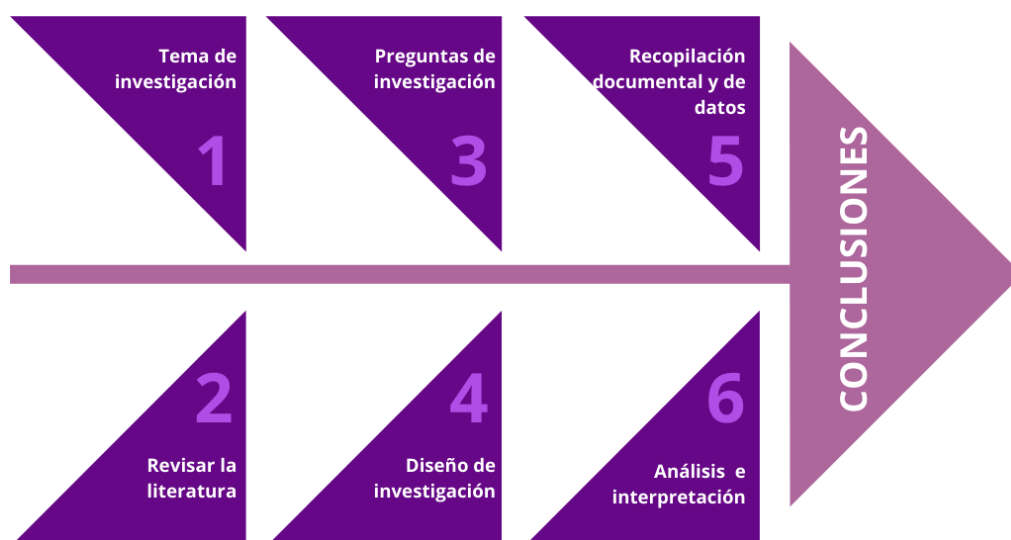 Tema de
investigación
1
Preguntas de
investigación
3
Recopilación
documental y de
datos
5
CONCLUSIONES
2
Revisar la
literatura
4
Diseño de
investigación
6
Análisis e
interpretación